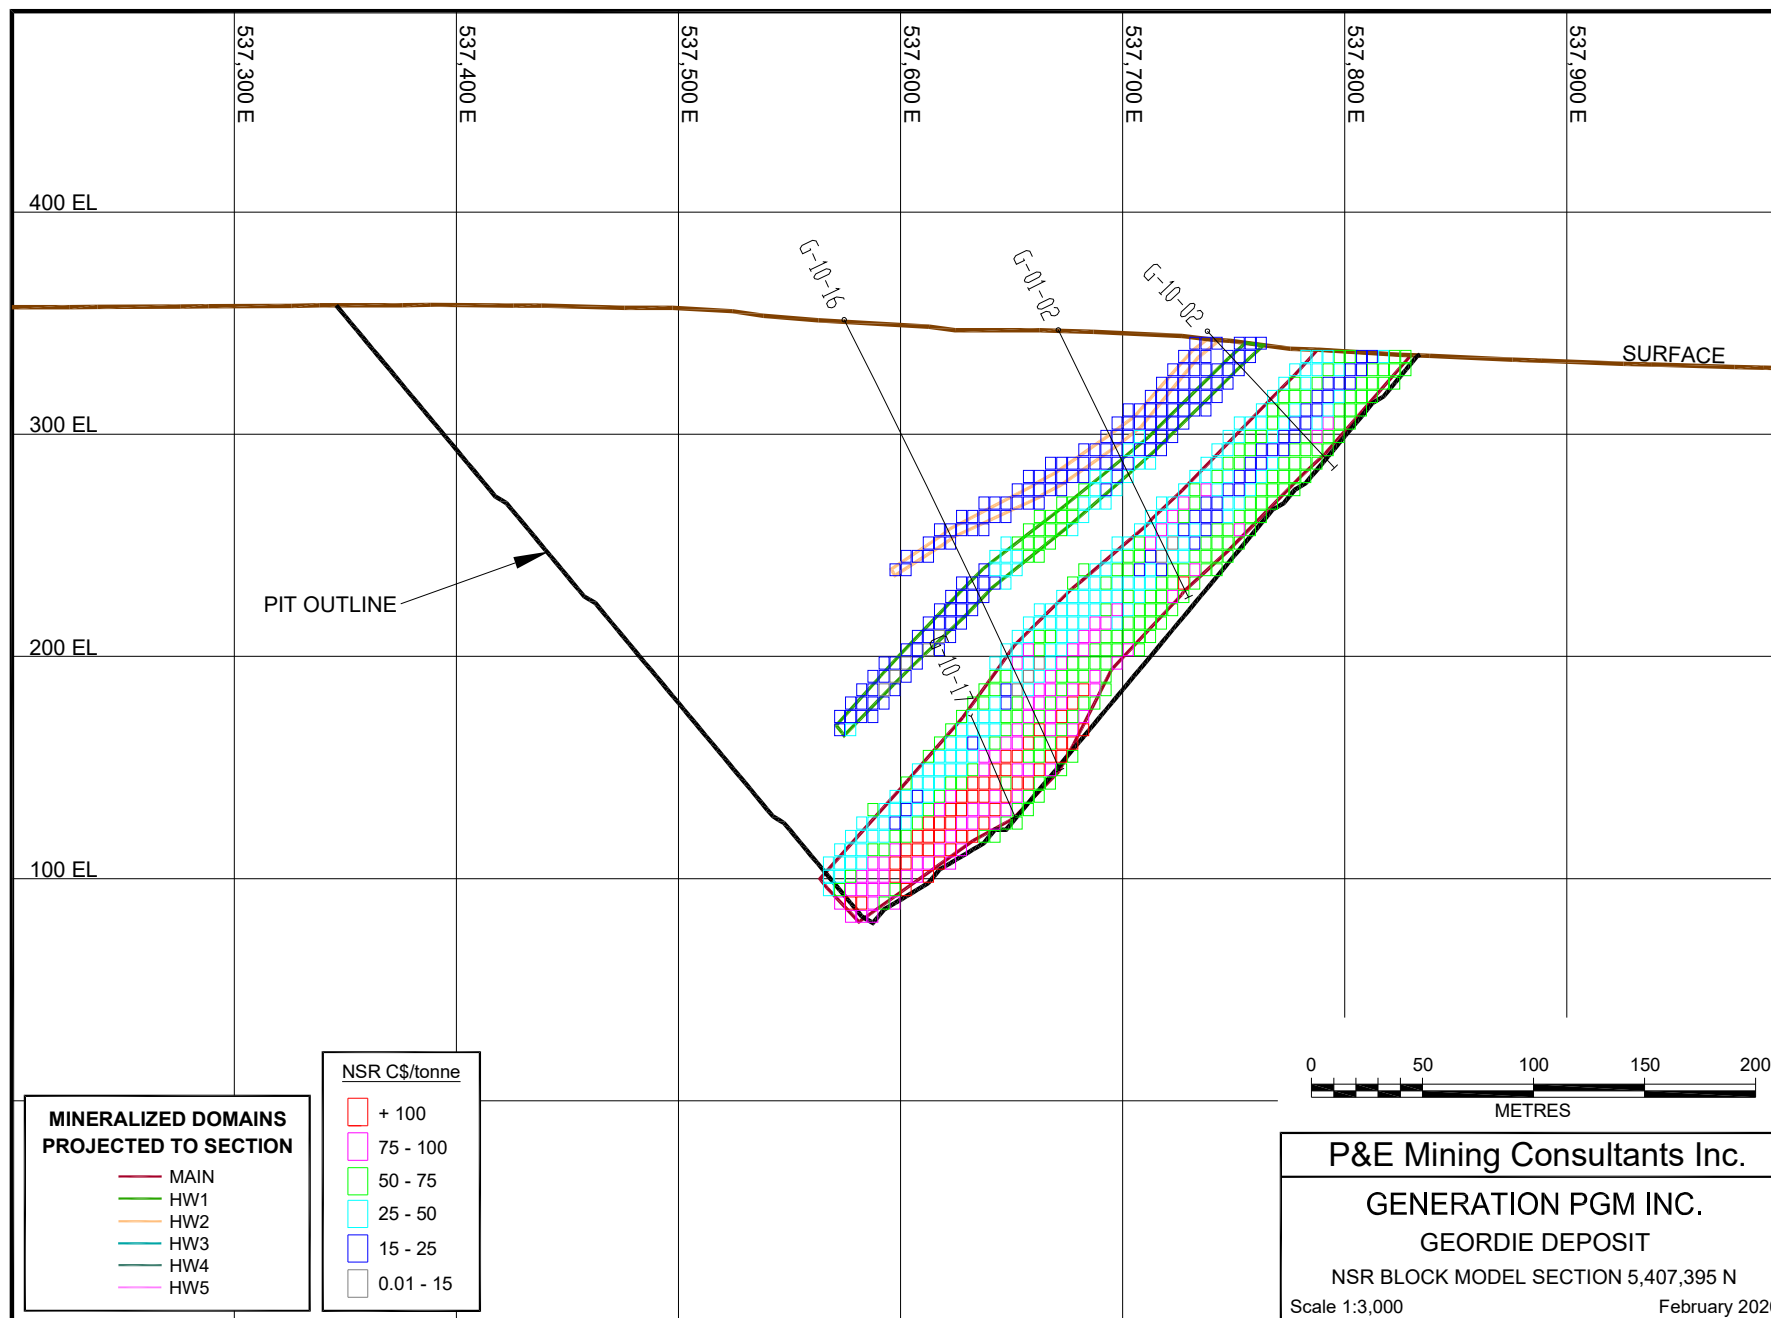 537,300 E
537,400 E
537,500 E
537,600 E
537,700 E
537,800 E
537,900 E
400 EL
G-10-16
G-01-02
G-10-02
SURFACE
300 EL
PIT OUTLINE
200 EL
-10-17
100 EL
MINERALIZED DOMAINS
PROJECTED TO SECTION
MAIN
HW1
HW2
HW3
HW4
HW5
NSR C$/tonne
+ 100
75 - 100
50 - 75
25 - 50
15 - 25
0.01 - 15
0 50 100 150 200
METRES
P&E Mining Consultants Inc.
GENERATION PGM INC.
GEORDIE DEPOSIT
NSR BLOCK MODEL SECTION 5,407,395 N
Scale 1:3,000 February